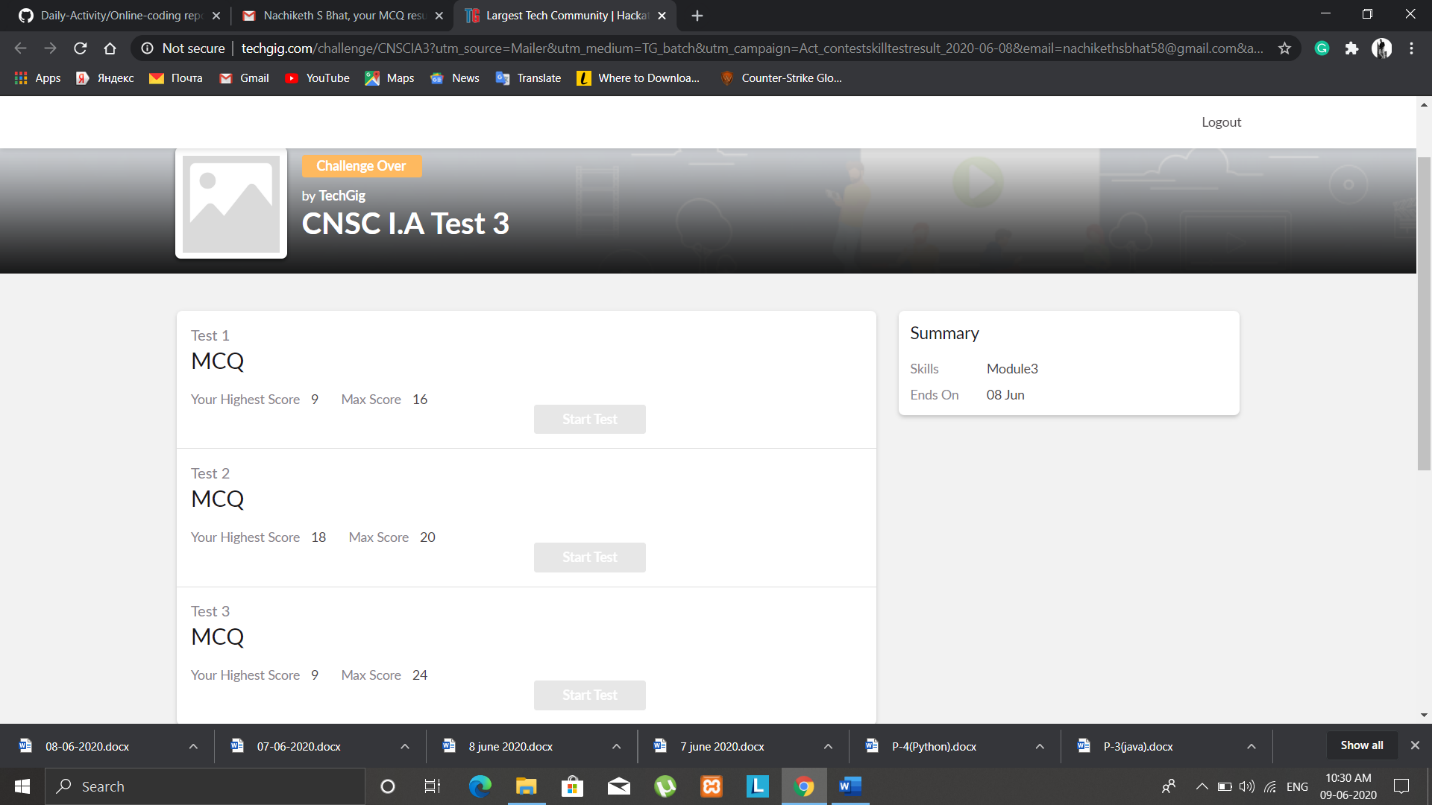 Daily-Activity/Online-coding rep
Nachiketh S Bhat, your MCQ resu
Largest Tech Community | Hackat
Not secure | techgig.com/challenge/CNSCIA3?utm_source=Mailer&utm_medium=TG_batch&utm_campaign=Act_contestskilltestresult_2020-06-08&email=nachikethsbhat58@gmail.com&a...
Apps Яндекс Почта Gmail YouTube Maps News Translate Where to Downloa... Counter-Strike Glo...
Logout
Challenge Over
by TechGig
CNSC I.A Test 3
Test 1
MCQ
Your Highest Score 9 Max Score 16
Start Test
Test 2
MCQ
Your Highest Score 18 Max Score 20
Start Test
Test 3
MCQ
Your Highest Score 9 Max Score 24
Start Test
Summary
Skills Module3
Ends On 08 Jun
08-06-2020.docx 07-06-2020.docx 8 june 2020.docx 7 june 2020.docx P-4(Python).docx P-3(java).docx Show all
Search
ENG
10:30 AM
09-06-2020